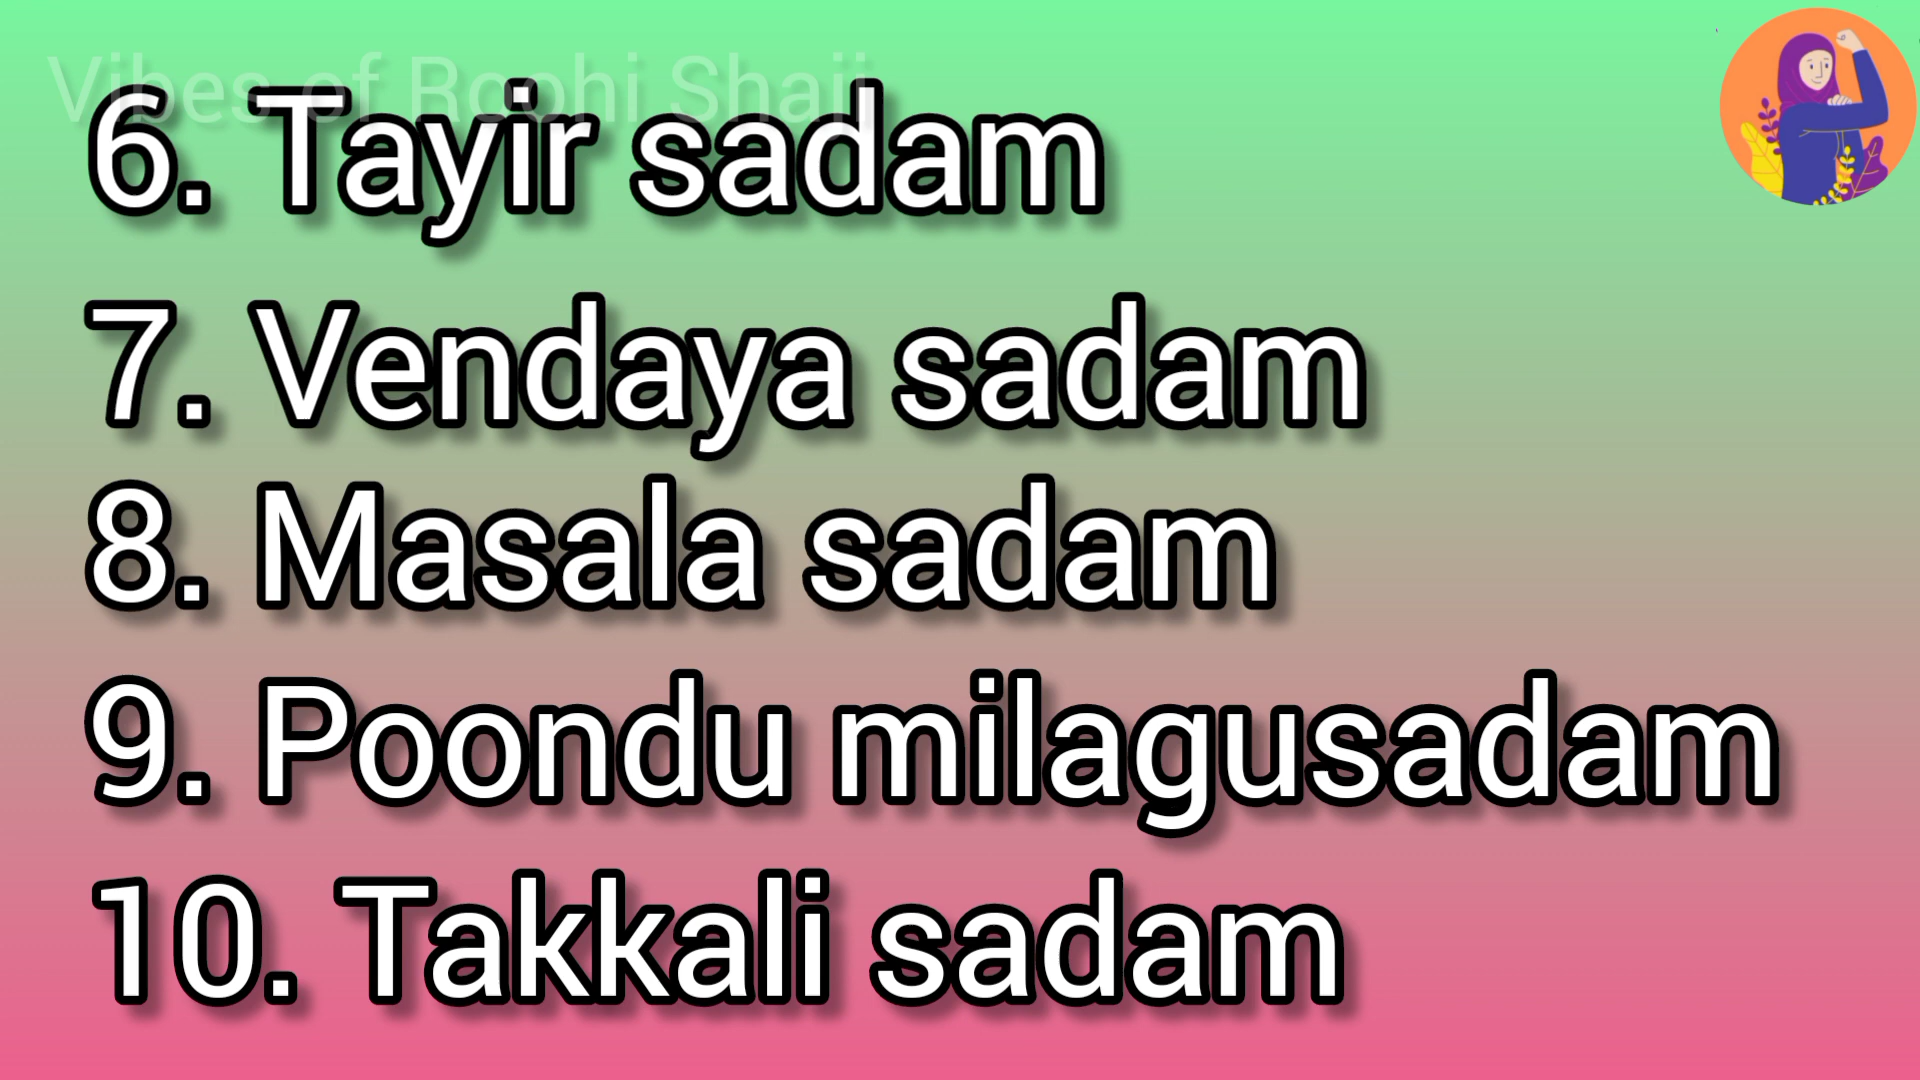 Vibes of Roohi Shaji
6. Tayir sadam
7. Vendaya sadam
8. Masala sadam
9. Poondu milagusadam
10. Takkali sadam